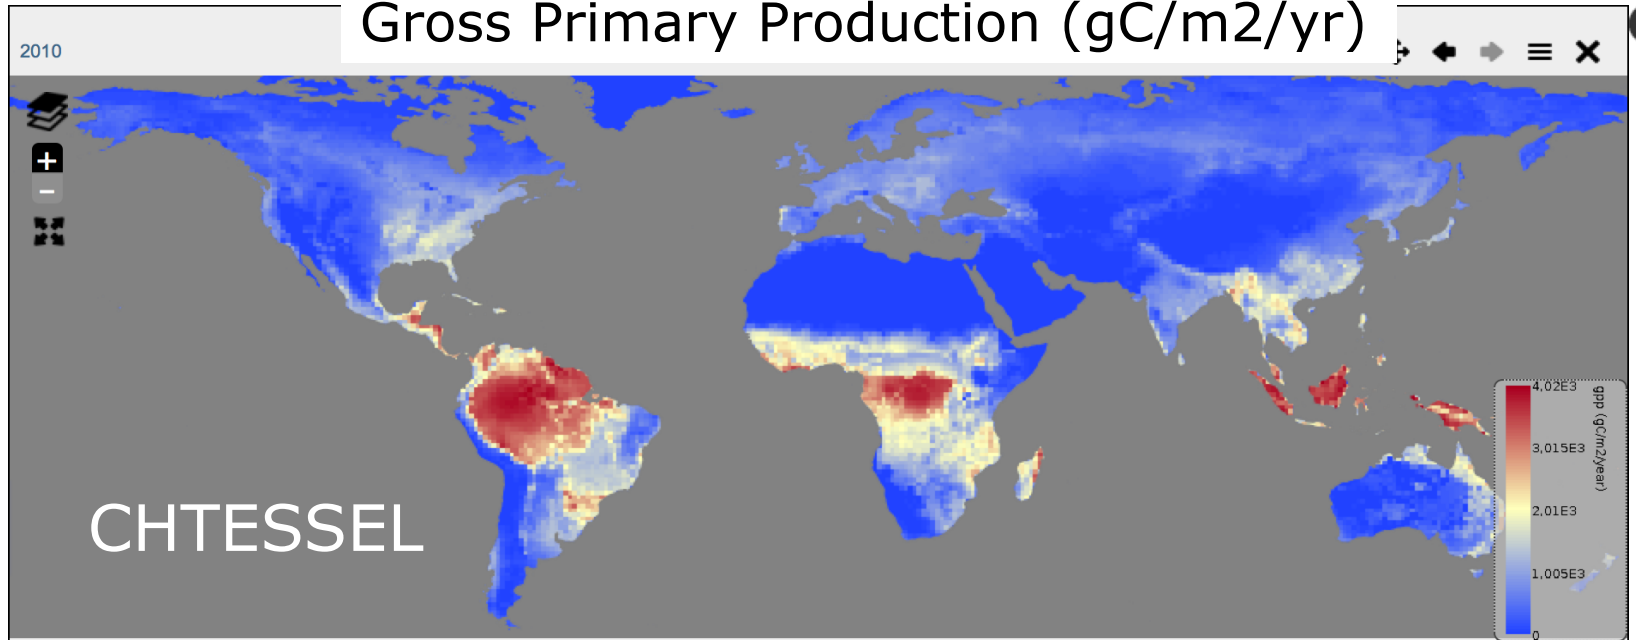 Gross Primary Production (gC/m2/yr)
2010
+
−
CHTESSEL
4,02E3
3,015E3
2,01E3
1,005E3
0
gpp (gC/m2/year)